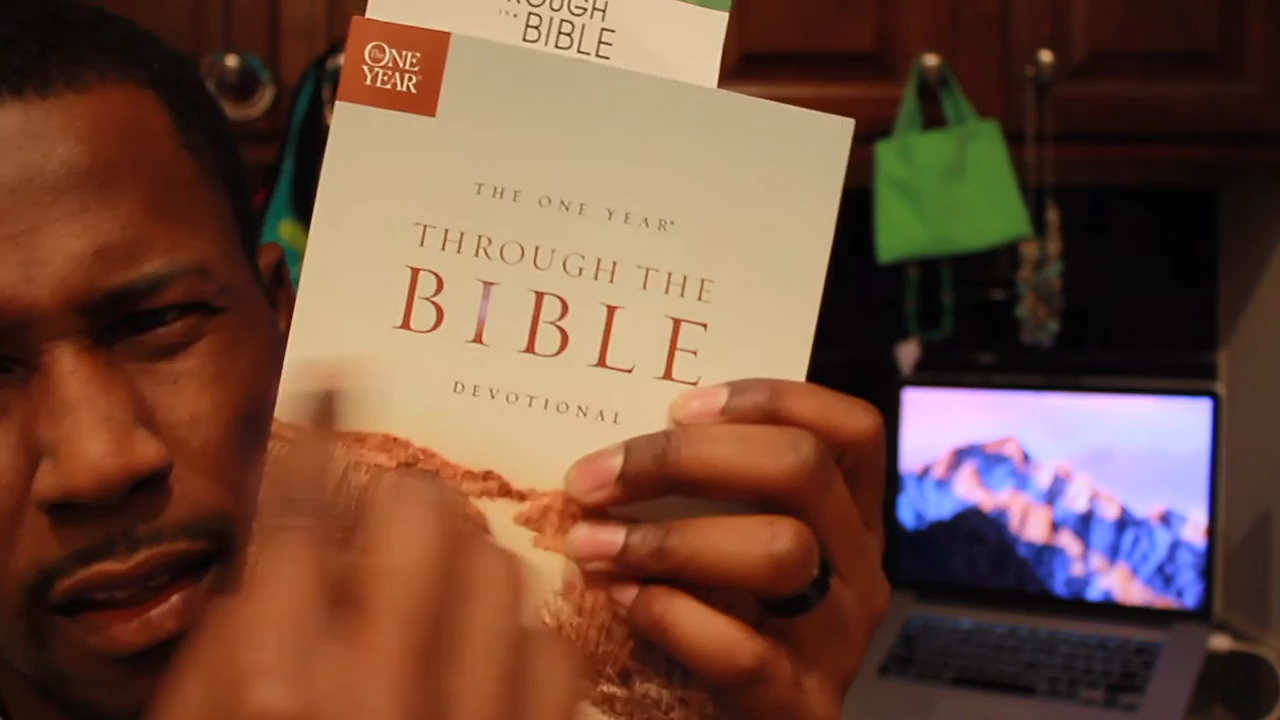 BIBLE
The
ONE
YEAR®
THE ONE YEAR®
THROUGH THE
BIBLE
DEVOTIONAL